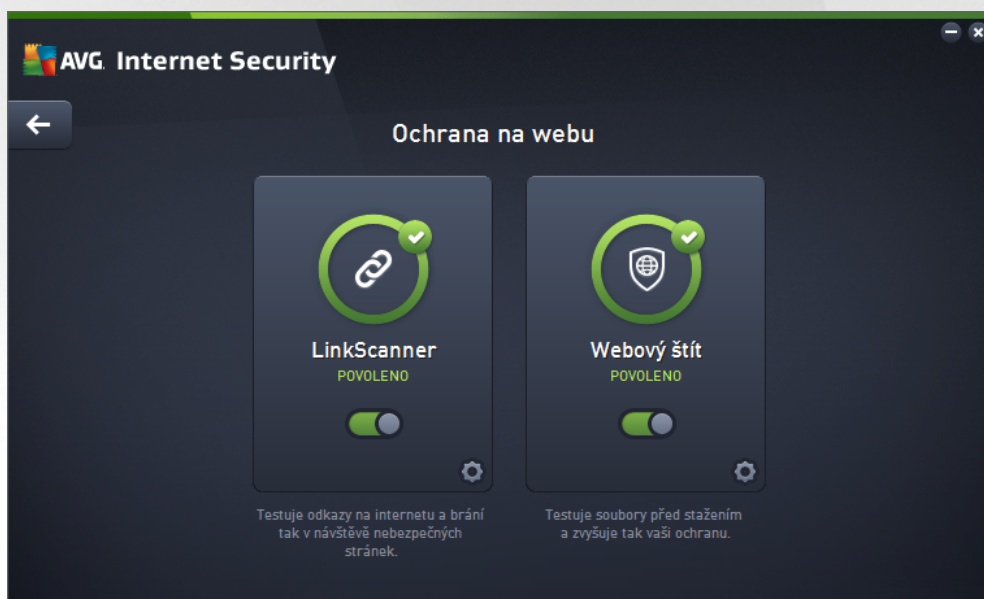 AVG. Internet Security
Ochrana na webu
LinkScanner
POVOLENO
Testuje odkazy na internetu a brání
tak v návštěvě nebezpečných
stránek.
Webový štít
POVOLENO
Testuje soubory před stažením
a zvyšuje tak vaši ochranu.